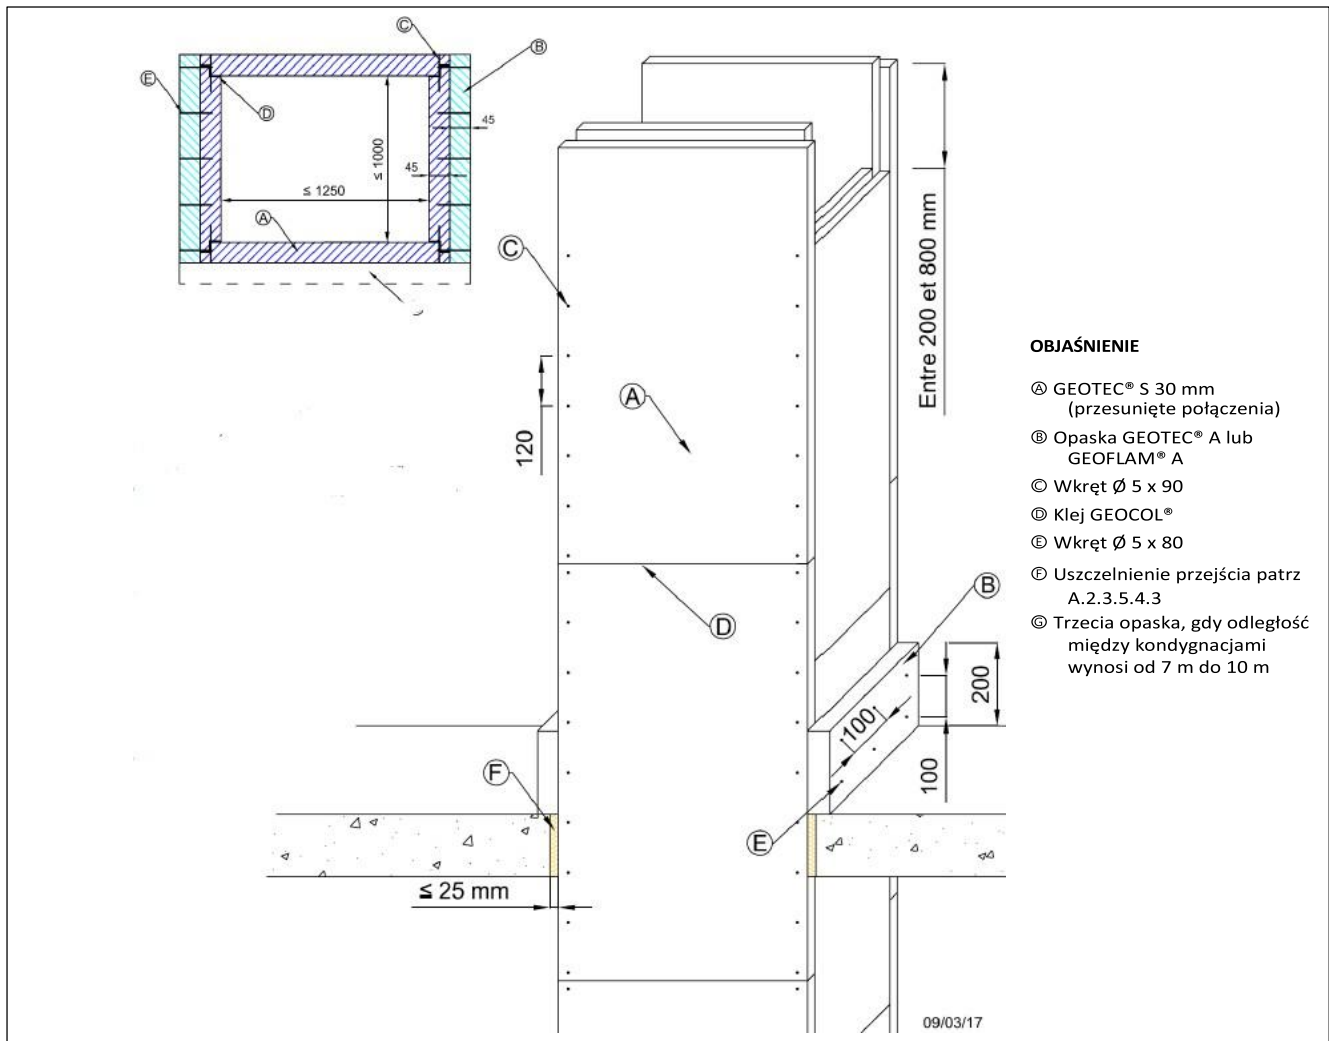 C
B
E
D
45
≤ 1000
45
≤ 1250
A
C
A
120
D
B
Entre 200 et 800 mm
200
100
100
F
E
≤ 25 mm
09/03/17
OBJAŚNIENIE
Ⓐ GEOTEC® S 30 mm
(przesunięte połączenia)
Ⓑ Opaska GEOTEC® A lub
GEOFLAM® A
Ⓒ Wkręt Ø 5 x 90
Ⓓ Klej GEOCOL®
Ⓔ Wkręt Ø 5 x 80
Ⓕ Uszczelnienie przejścia patrz
A.2.3.5.4.3
Ⓖ Trzecia opaska, gdy odległość
między kondygnacjami
wynosi od 7 m do 10 m